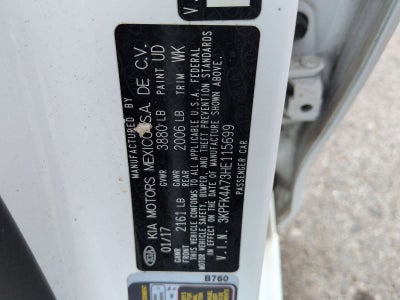 KIA KIA MOTORS MEXICO S.A. DE C.V.
01/17 GVWR 3880 LB PAINT UD
GAWR FRONT 2161 LB GAWR REAR 2006 LB TRIM WK
THIS VEHICLE CONFORMS TO ALL APPLICABLE U.S.A. FEDERAL
MOTOR VEHICLE SAFETY, BUMPER, AND THEFT PREVENTION STANDARDS
IN EFFECT ON THE DATE OF MANUFACTURE SHOWN ABOVE.
V.I.N. 3KPFK4A73HE115699
PASSENGER CAR
V.I.
B760